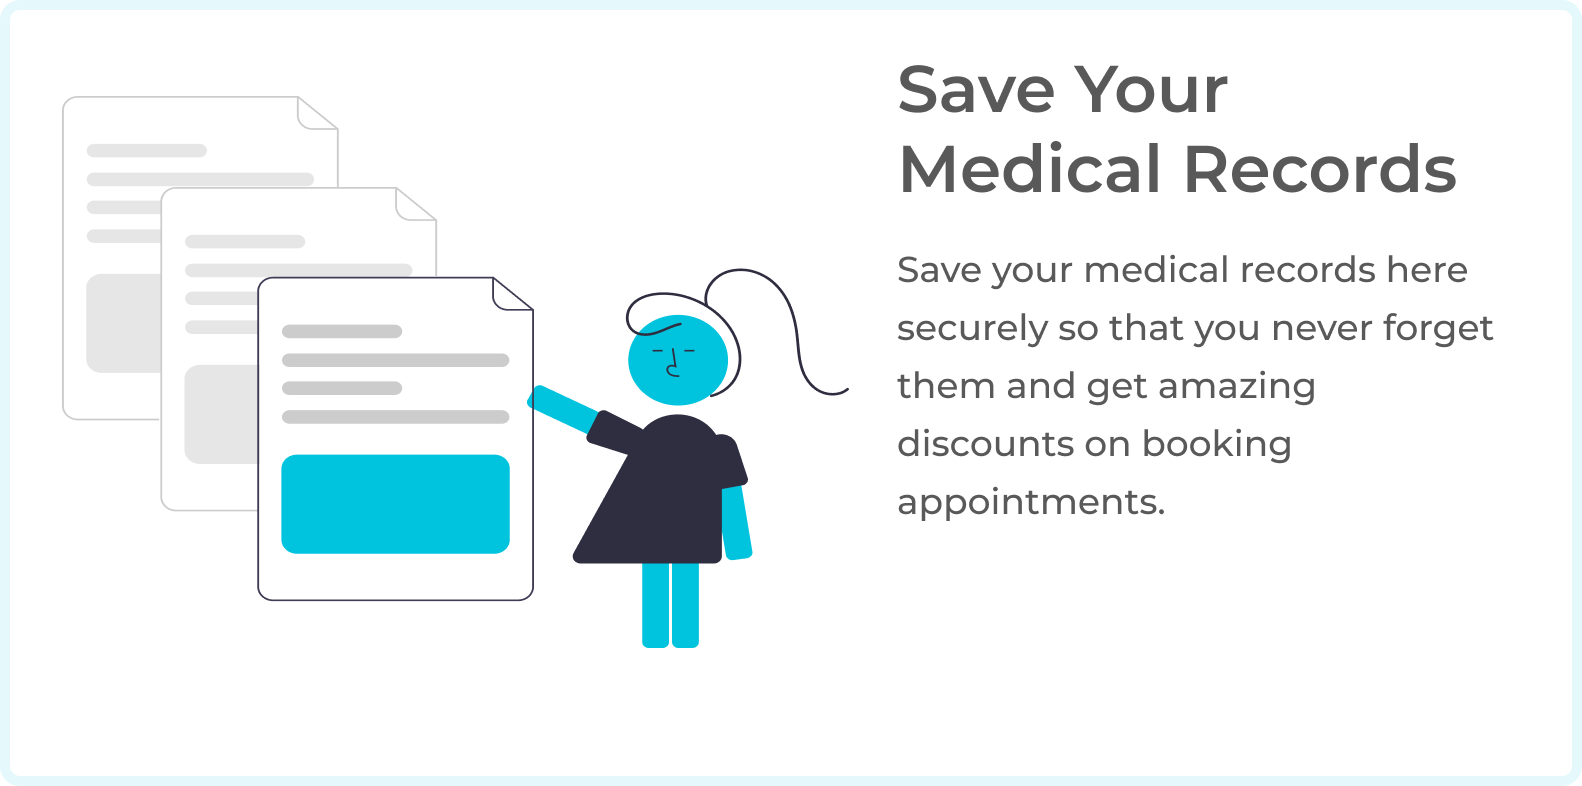 Save Your
Medical Records
Save your medical records here
securely so that you never forget
them and get amazing
discounts on booking
appointments.